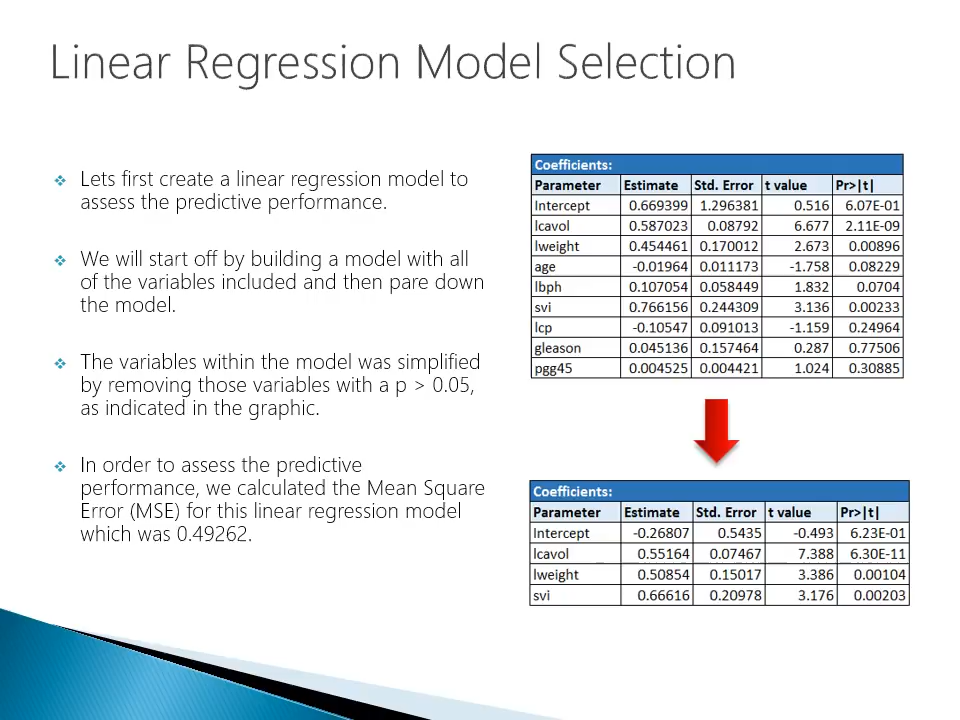 Linear Regression Model Selection
❖ Lets first create a linear regression model to
assess the predictive performance.
❖ We will start off by building a model with all
of the variables included and then pare down
the model.
❖ The variables within the model was simplified
by removing those variables with a p > 0.05,
as indicated in the graphic.
❖ In order to assess the predictive
performance, we calculated the Mean Square
Error (MSE) for this linear regression model
which was 0.49262.
Coefficients:
Parameter Estimate Std. Error t value Pr>|t|
Intercept 0.669399 1.296381 0.516 6.07E-01
lcavol 0.587023 0.08792 6.677 2.11E-09
lweight 0.454461 0.170012 2.673 0.00896
age -0.01964 0.011173 -1.758 0.08229
lbph 0.107054 0.058449 1.832 0.0704
svi 0.766156 0.244309 3.136 0.00233
lcp -0.10547 0.091013 -1.159 0.24964
gleason 0.045136 0.157464 0.287 0.77506
pgg45 0.004525 0.004421 1.024 0.30885
Coefficients:
Parameter Estimate Std. Error t value Pr>|t|
Intercept -0.26807 0.5435 -0.493 6.23E-01
lcavol 0.55164 0.07467 7.388 6.30E-11
lweight 0.50854 0.15017 3.386 0.00104
svi 0.66616 0.20978 3.176 0.00203